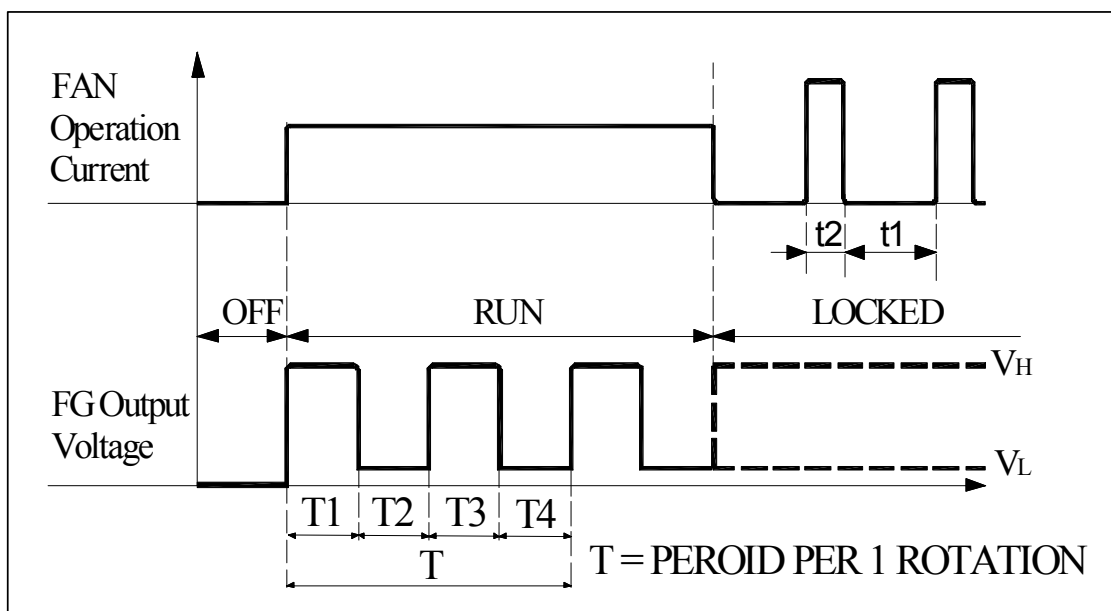 FAN
Operation
Current
t2
t1
OFF
RUN
LOCKED
FG Output
Voltage
VH
VL
T1
T2
T3
T4
T
T = PEROID PER 1 ROTATION